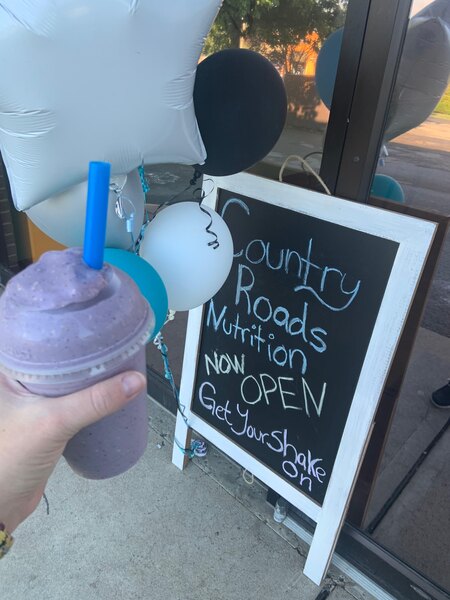 Country
Roads
Nutrition
NOW
OPEN
Get Your Shake
on